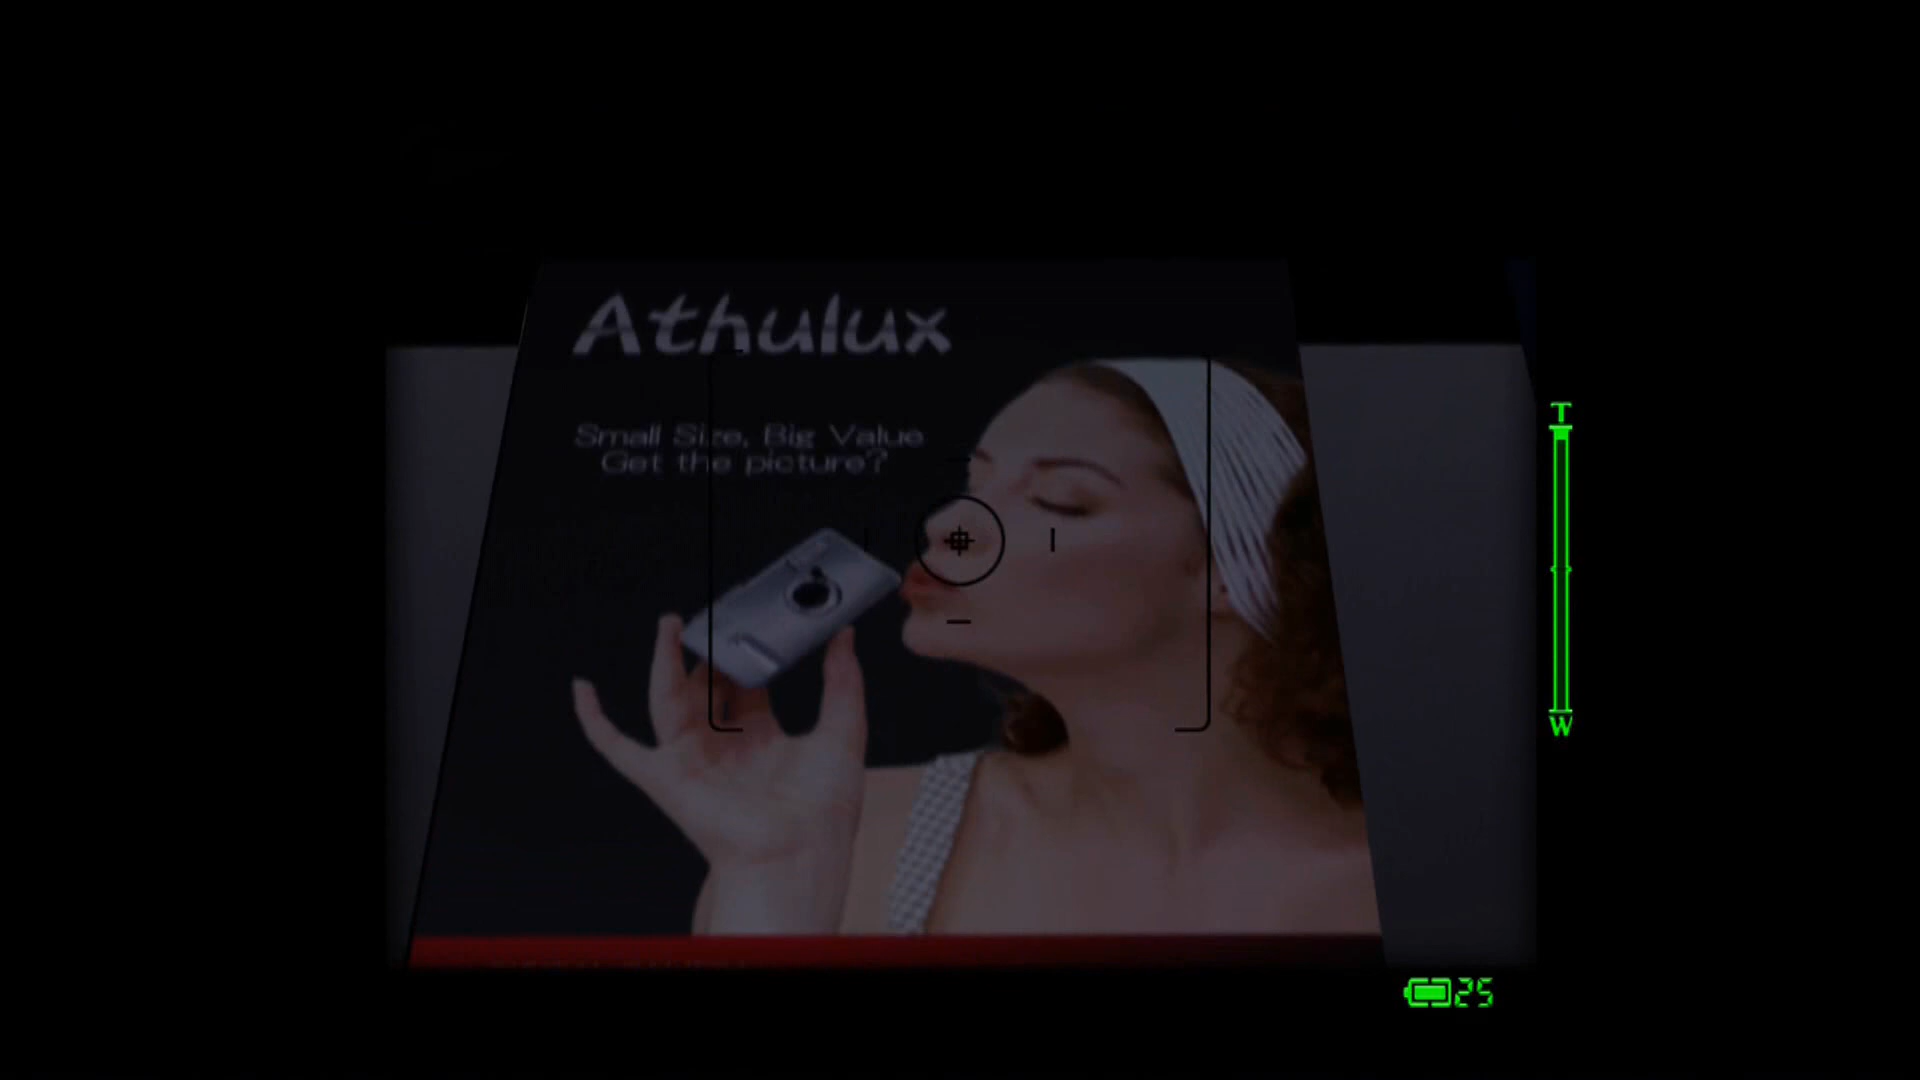 Athulux
Small Size, Big Value
Get the picture?
T
W
25